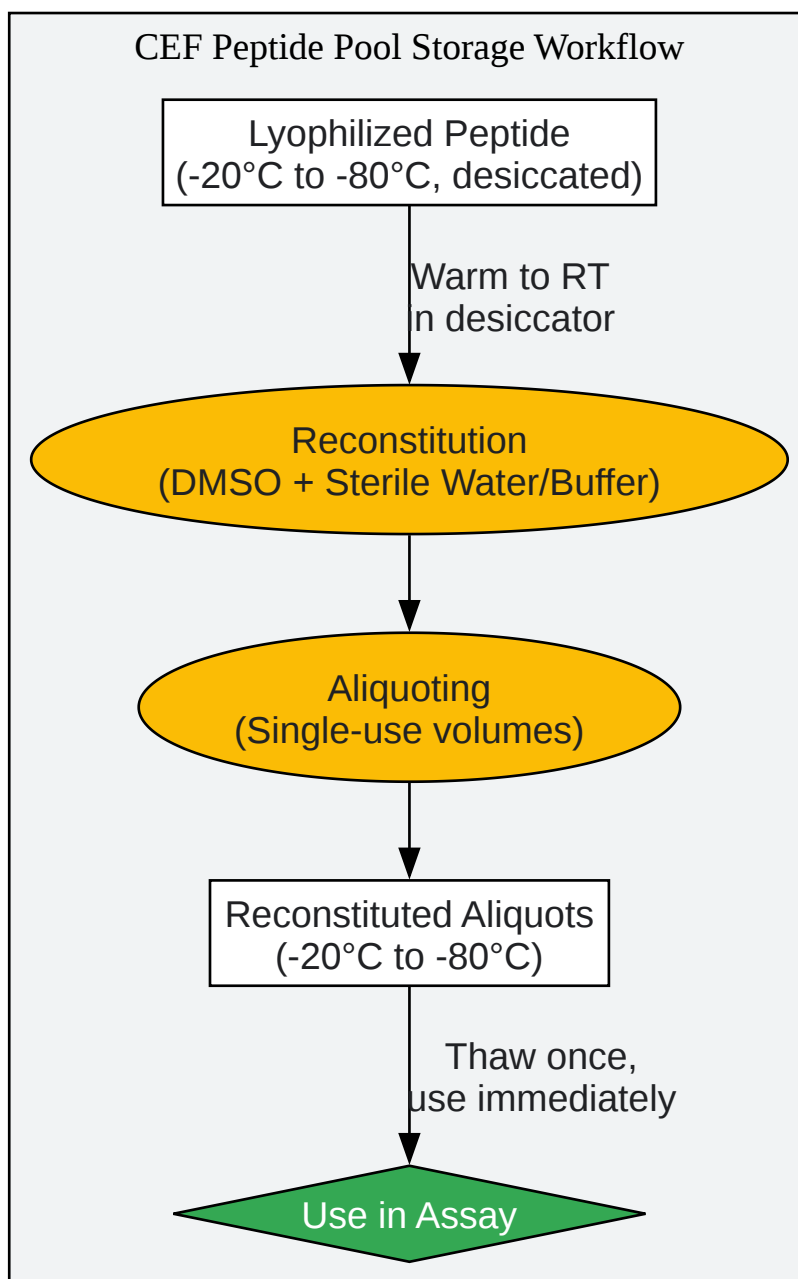 CEF Peptide Pool Storage Workflow
Lyophilized Peptide
(-20°C to -80°C, desiccated)
Warm to RT
in desiccator
Reconstitution
(DMSO + Sterile Water/Buffer)
Aliquoting
(Single-use volumes)
Reconstituted Aliquots
(-20°C to -80°C)
Thaw once,
use immediately
Use in Assay